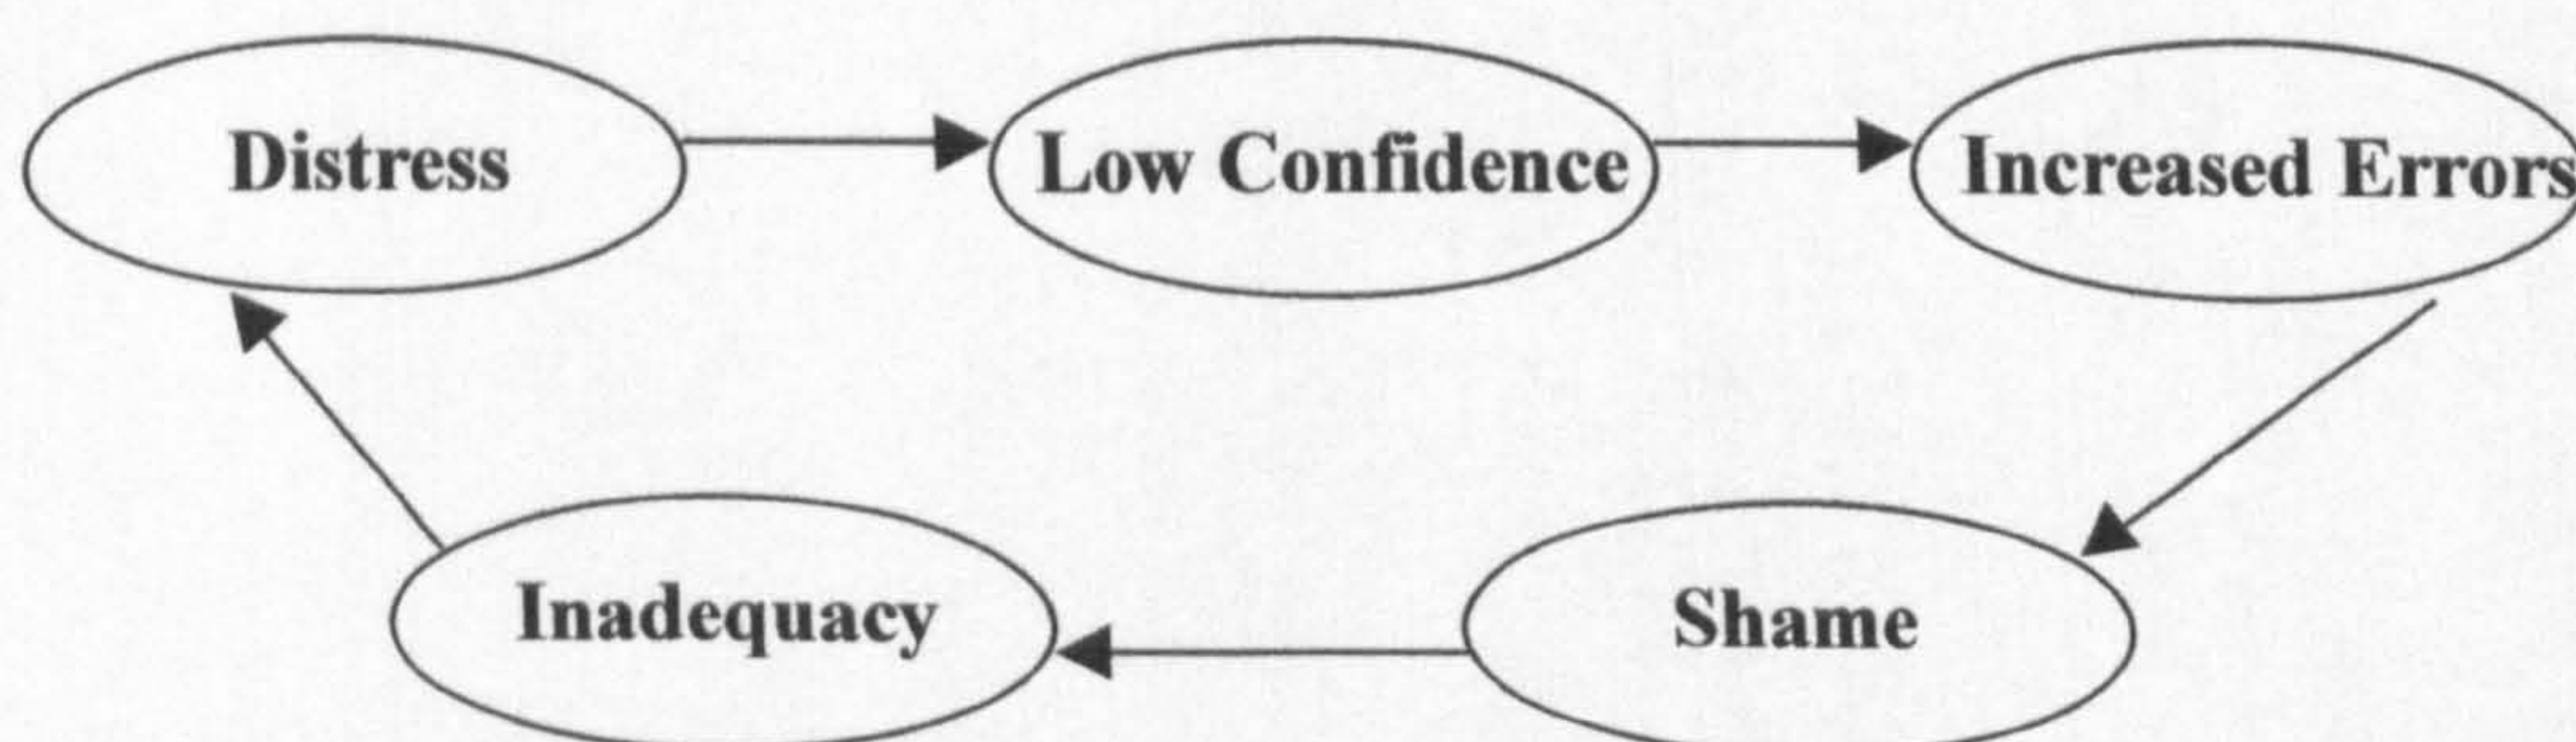 Distress
Low Confidence
Increased Errors
Inadequacy
Shame